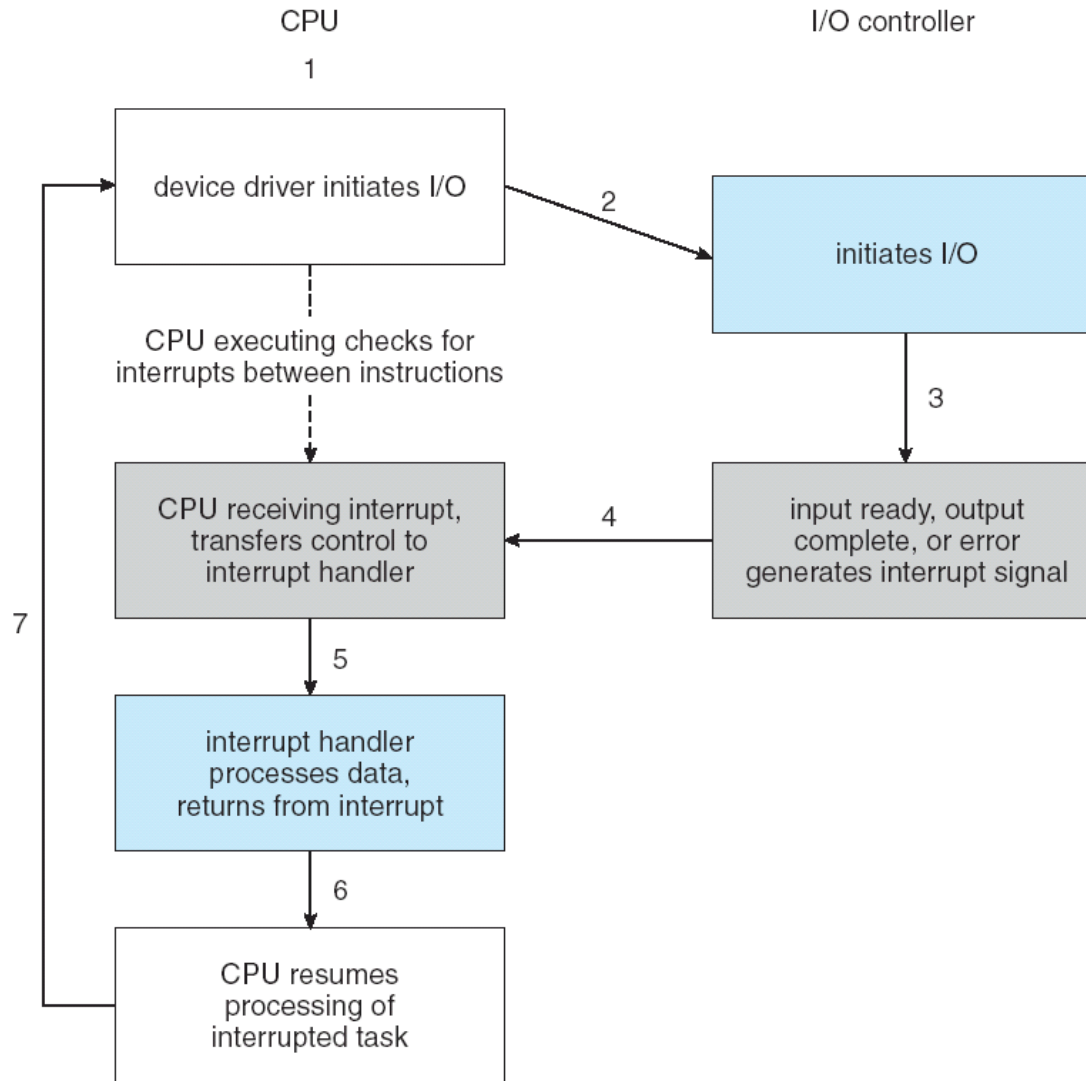 CPU
I/O controller
1
device driver initiates I/O
2
initiates I/O
CPU executing checks for
interrupts between instructions
3
CPU receiving interrupt,
transfers control to
interrupt handler
4
input ready, output
complete, or error
generates interrupt signal
7
5
interrupt handler
processes data,
returns from interrupt
6
CPU resumes
processing of
interrupted task